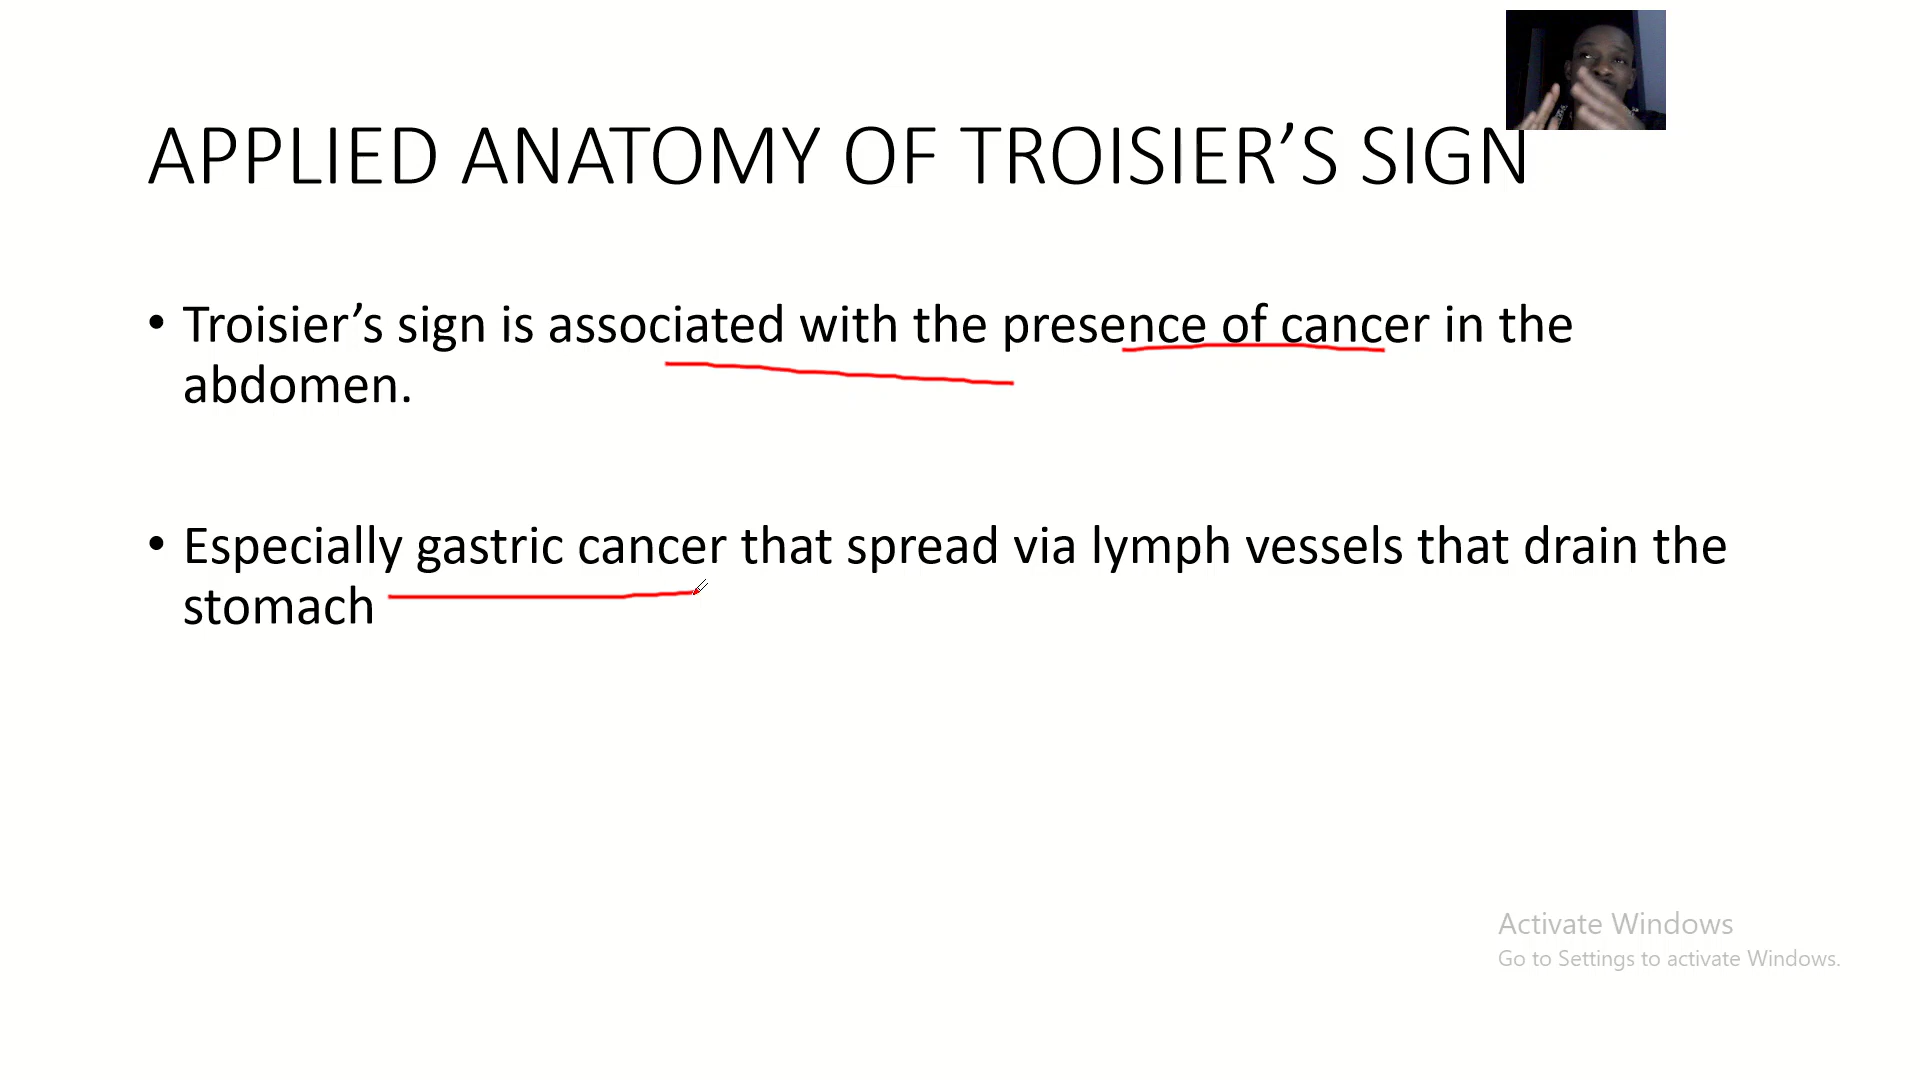 APPLIED ANATOMY OF TROISIER’S SIGN
• Troisier’s sign is associated with the presence of cancer in the
abdomen.
• Especially gastric cancer that spread via lymph vessels that drain the
stomach
Activate Windows
Go to Settings to activate Windows.